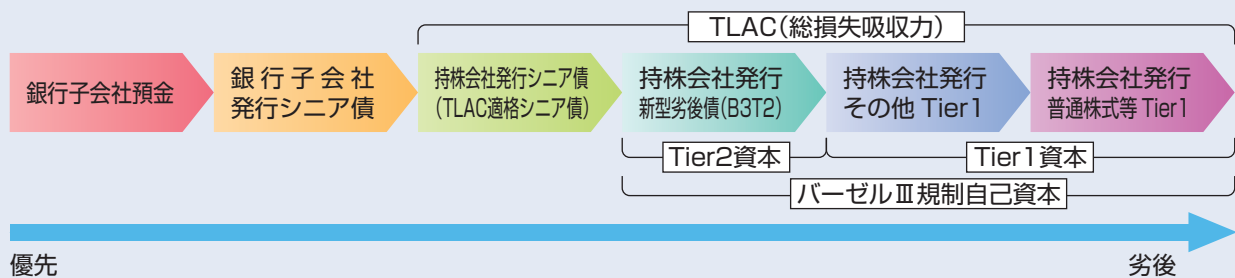 TLAC(総損失吸収力)
銀行子会社預金
銀行子会社
発行シニア債
持株会社発行シニア債
(TLAC適格シニア債)
持株会社発行
新型劣後債(B3T2)
持株会社発行
その他 Tier1
持株会社発行
普通株式等 Tier1
Tier2資本
Tier1資本
バーゼルⅢ規制自己資本
優先
劣後